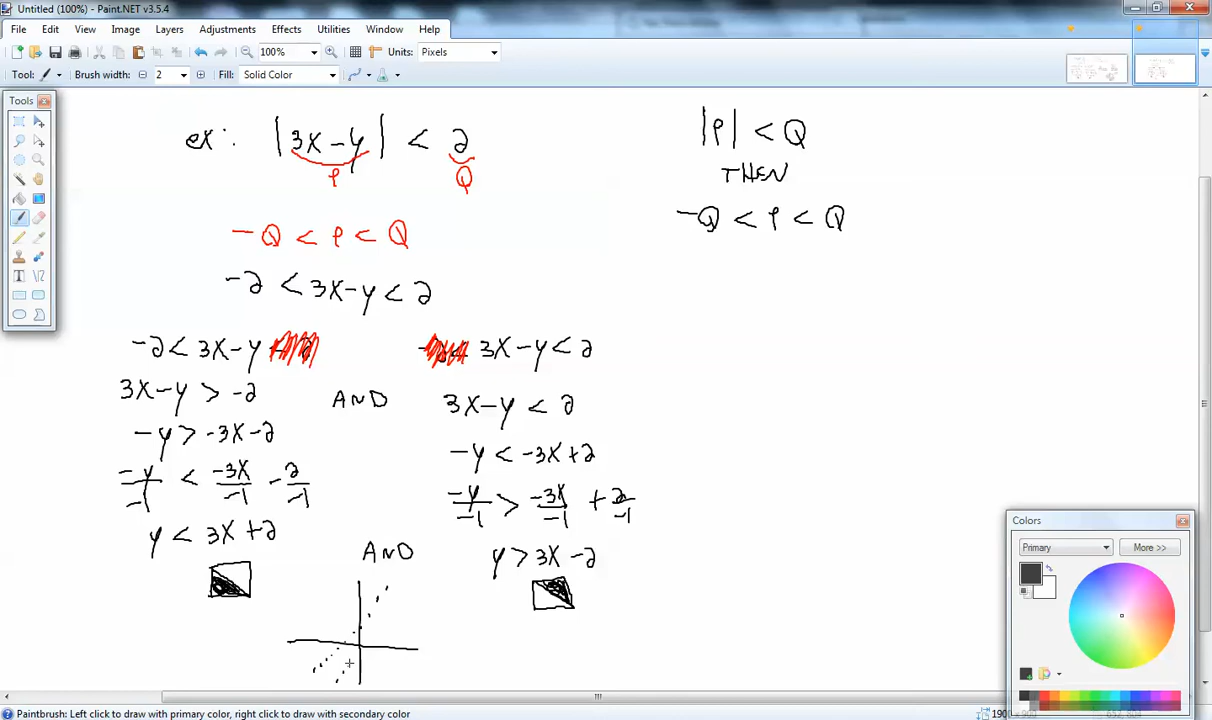 Untitled (100%) - Paint.NET v3.5.4
File Edit View Image Layers Adjustments Effects Utilities Window Help
100% Units: Pixels
Tool: Brush width: 2 Fill: Solid Color
Tools
ex: |3X-y| < 2
P Q
-Q < P < Q
-2 < 3X-y < 2
-2 < 3X-y
3X-y < 2
3X-y > -2
AND
3X-y < 2
-y > -3X-2
-y < -3X+2
-y/-1 < -3X/-1 - 2/-1
-y/-1 > -3X/-1 + 2/-1
y < 3X+2
AND
y > 3X-2
|P| < Q
THEN
-Q < P < Q
Colors
Primary More >>
Paintbrush: Left click to draw with primary color, right click to draw with secondary color